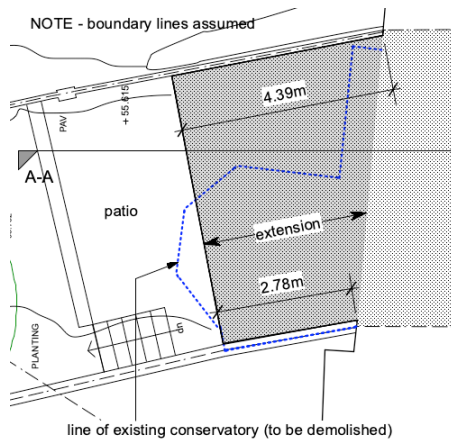 NOTE - boundary lines assumed
4.39m
+ 55.615
PAV
A-A
patio
extension
2.78m
up
PLANTING
line of existing conservatory (to be demolished)